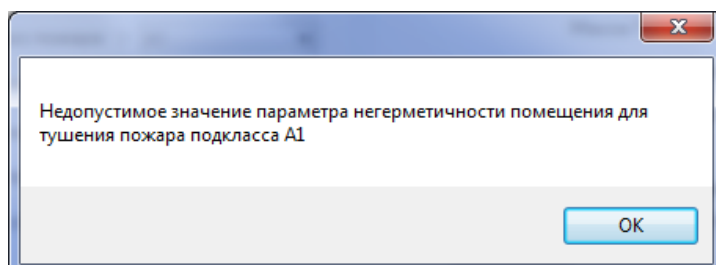 Недопустимое значение параметра негерметичности помещения для
тушения пожара подкласса А1
OK